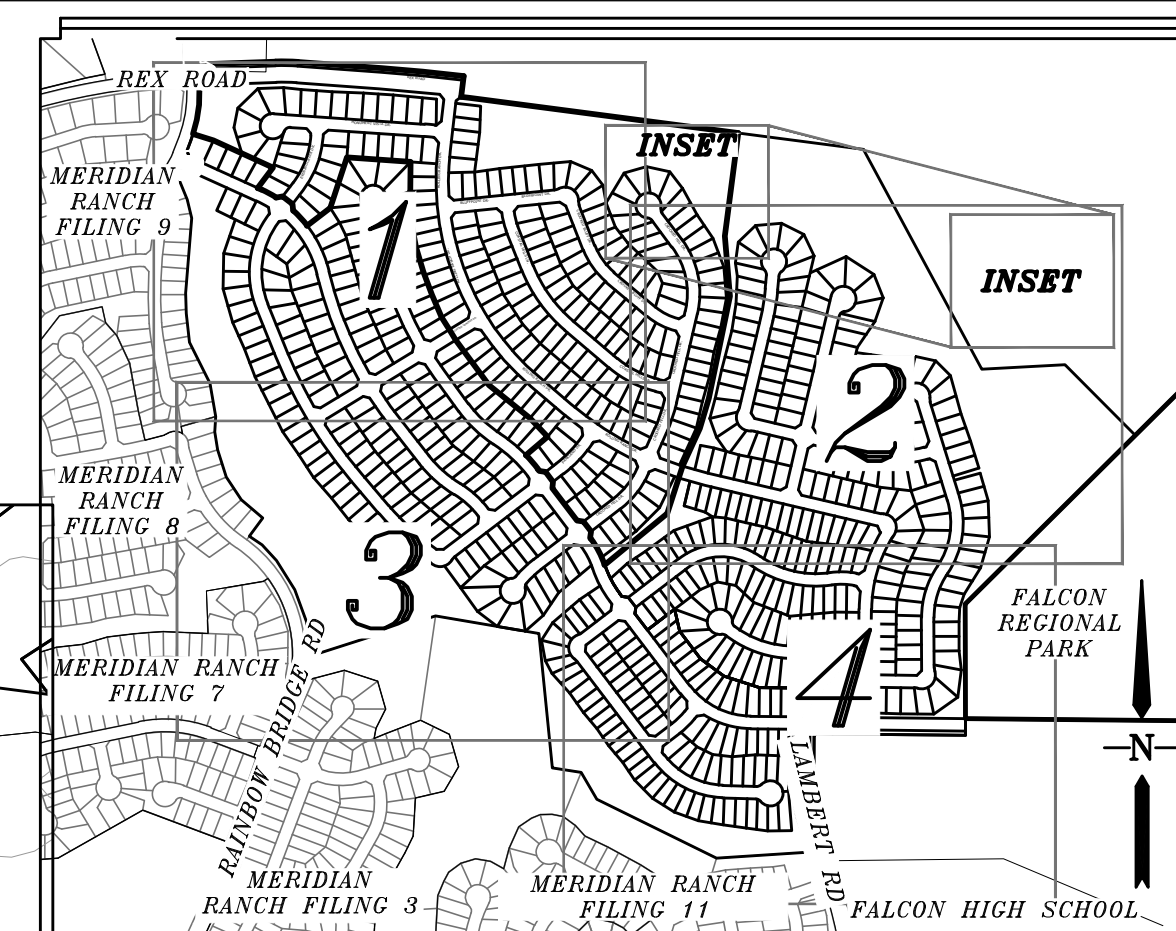 REX ROAD
INSET
MERIDIAN
RANCH
FILING 9
1
INSET
2
MERIDIAN
RANCH
FILING 8
3
FALCON
REGIONAL
PARK
MERIDIAN RANCH
FILING 7
RAINBOW BRIDGE RD
4
N
LAMBERT RD
MERIDIAN
RANCH FILING 3
MERIDIAN RANCH
FILING 11
FALCON HIGH SCHOOL